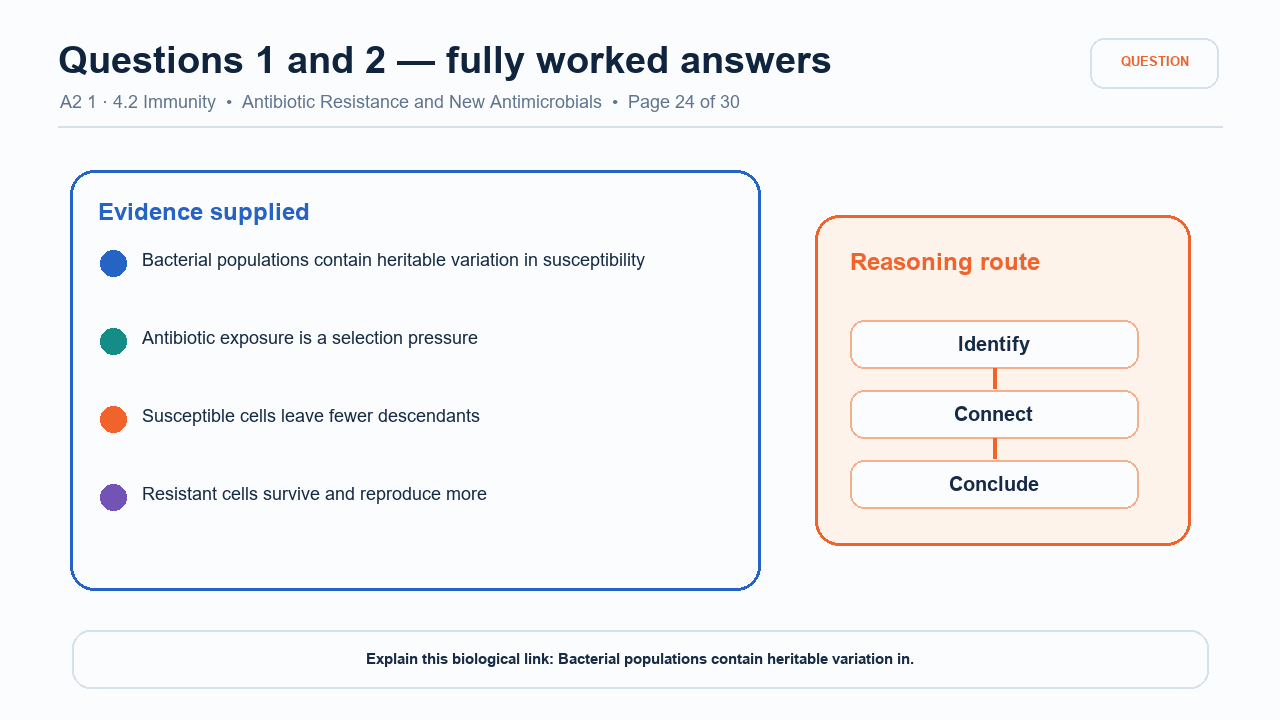 Questions 1 and 2 — fully worked answers
QUESTION
A2 1 · 4.2 Immunity • Antibiotic Resistance and New Antimicrobials • Page 24 of 30
Evidence supplied
Bacterial populations contain heritable variation in susceptibility
Antibiotic exposure is a selection pressure
Susceptible cells leave fewer descendants
Resistant cells survive and reproduce more
Reasoning route
Identify
Connect
Conclude
Explain this biological link: Bacterial populations contain heritable variation in.